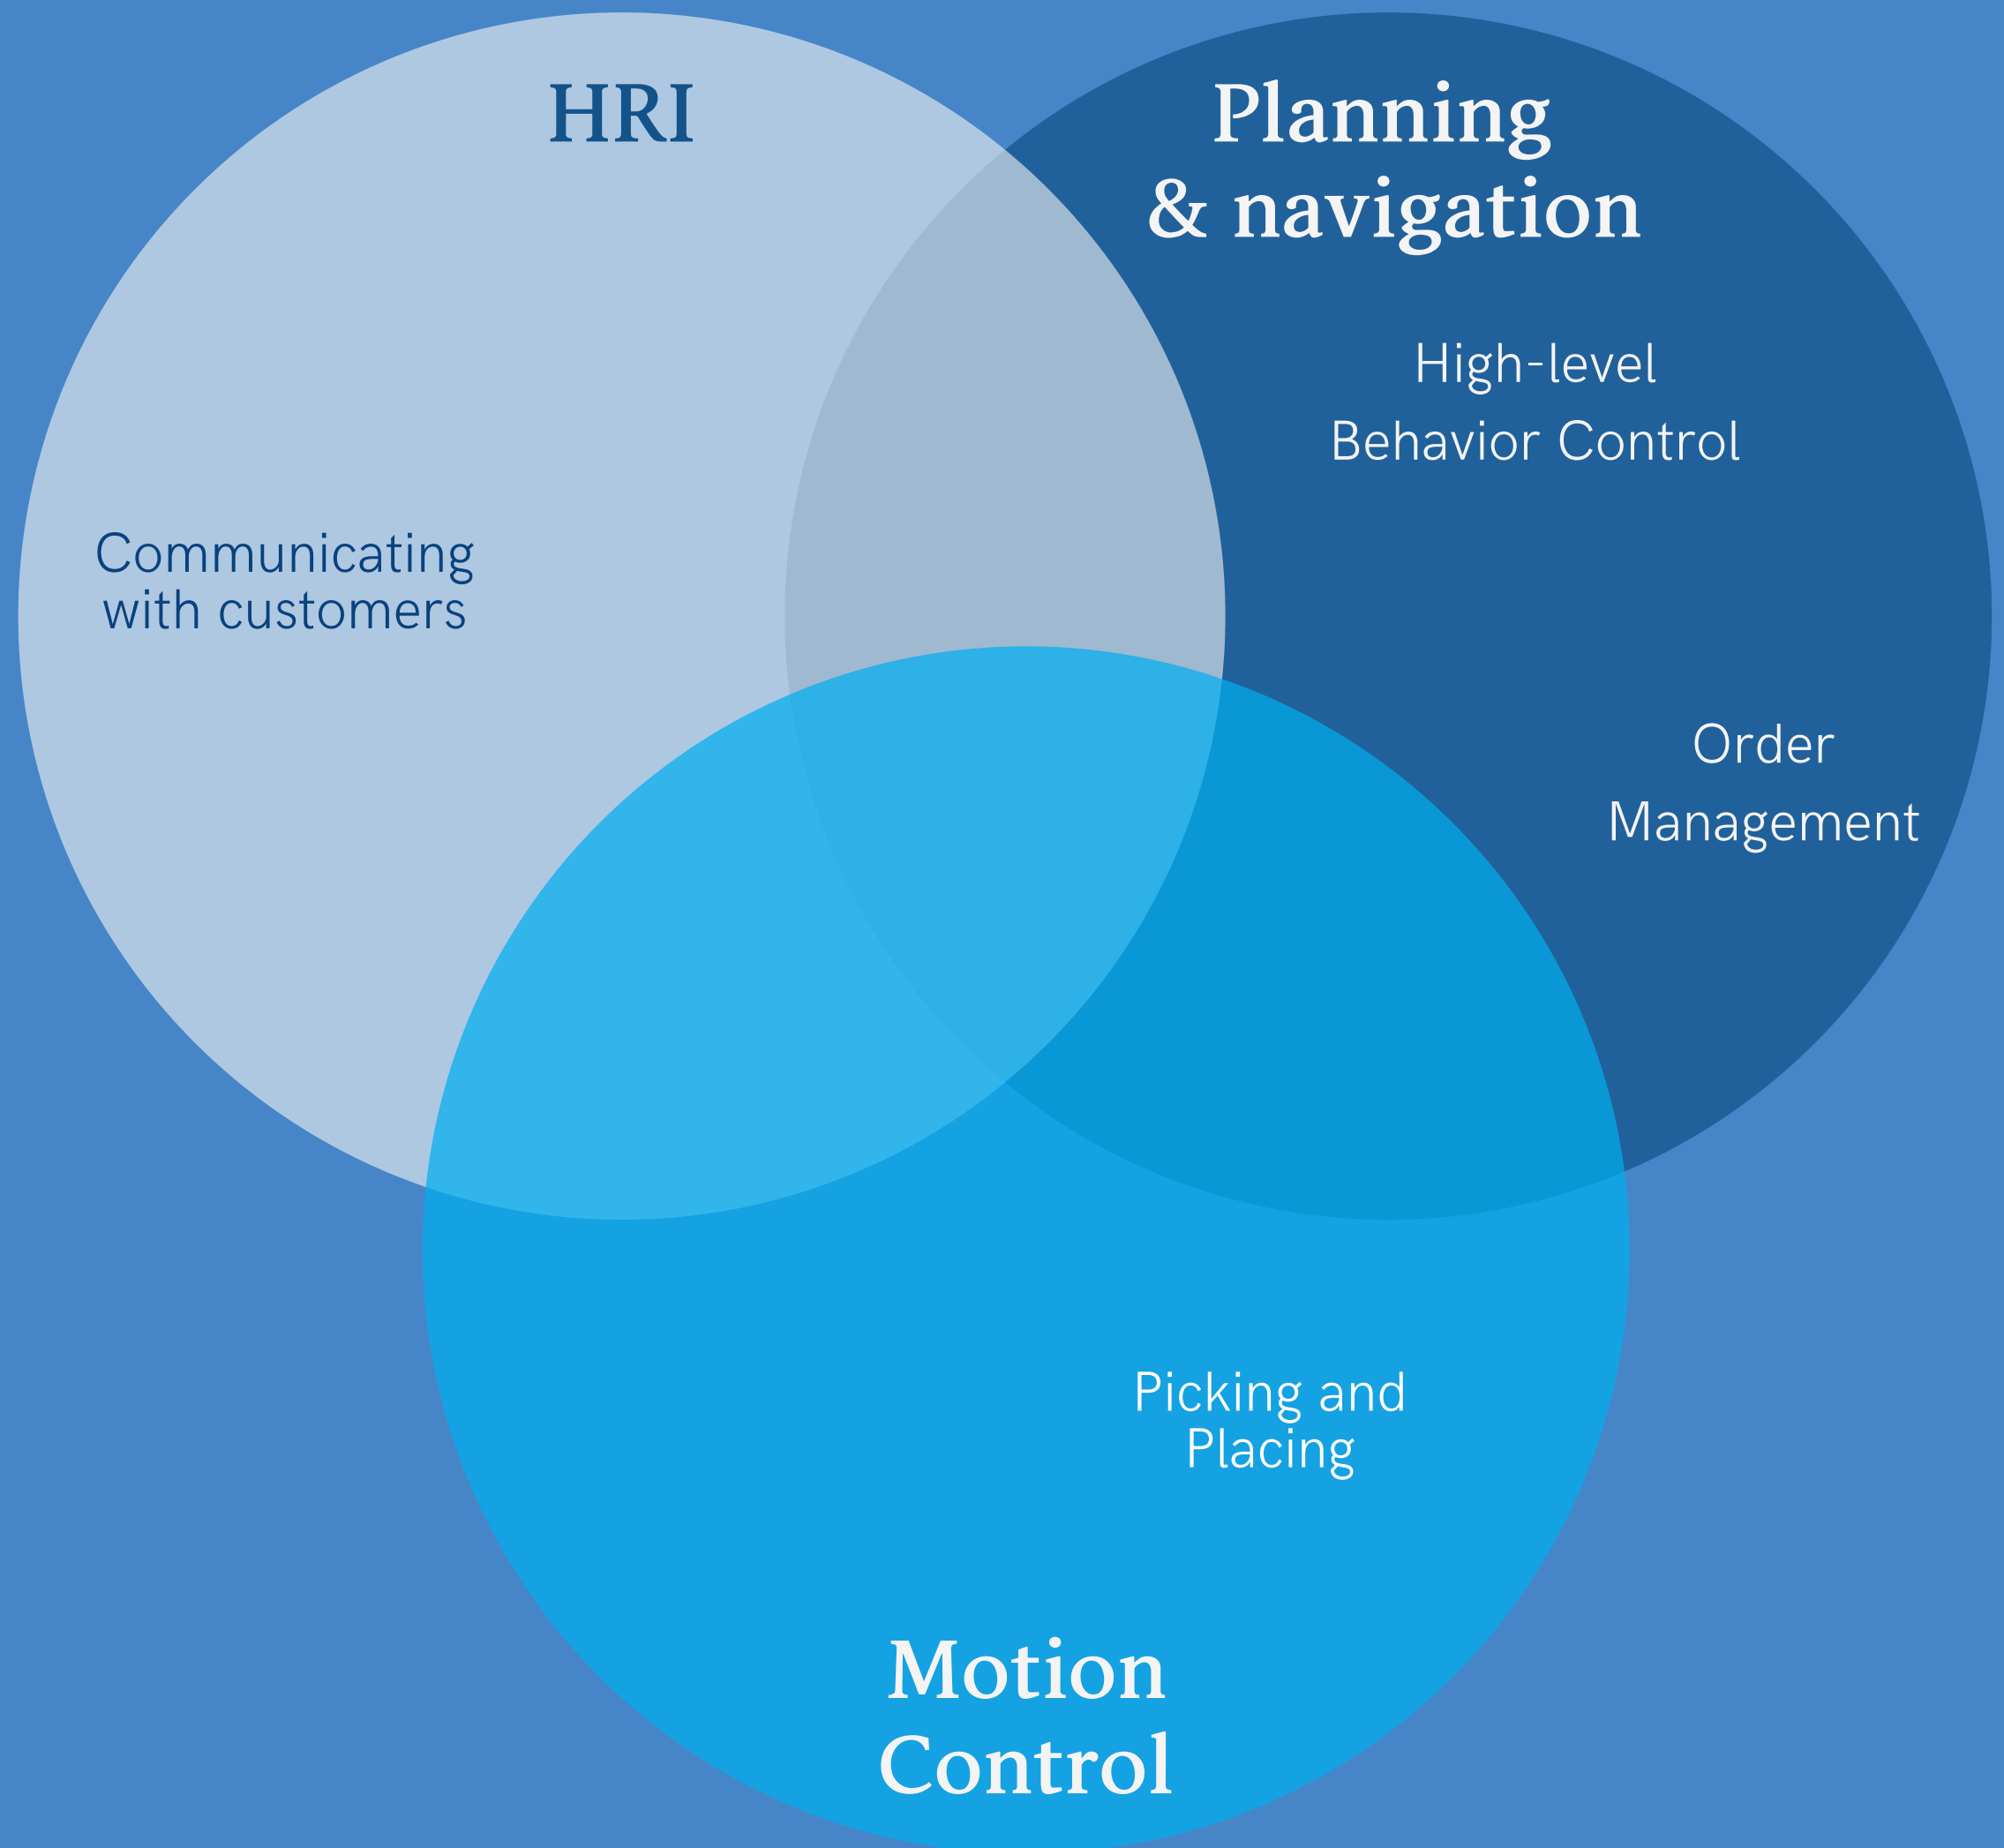 HRI
Planning
& navigation
High-level
Behavior Control
Communicating
with customers
Order
Management
Picking and
Placing
Motion
Control